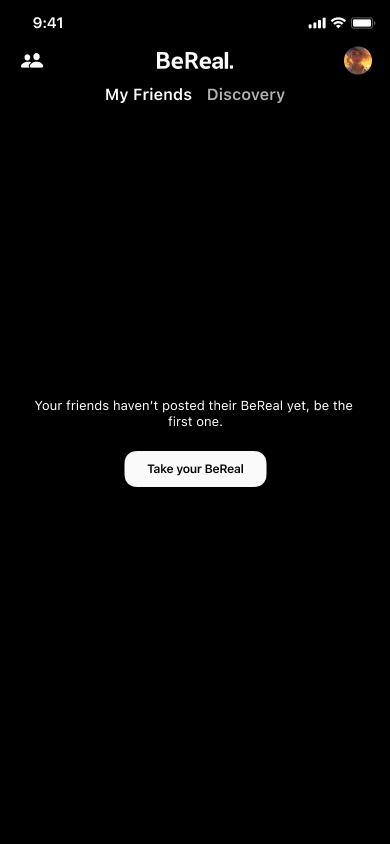 9:41
BeReal.
My Friends Discovery
Your friends haven’t posted their BeReal yet, be the
first one.
Take your BeReal